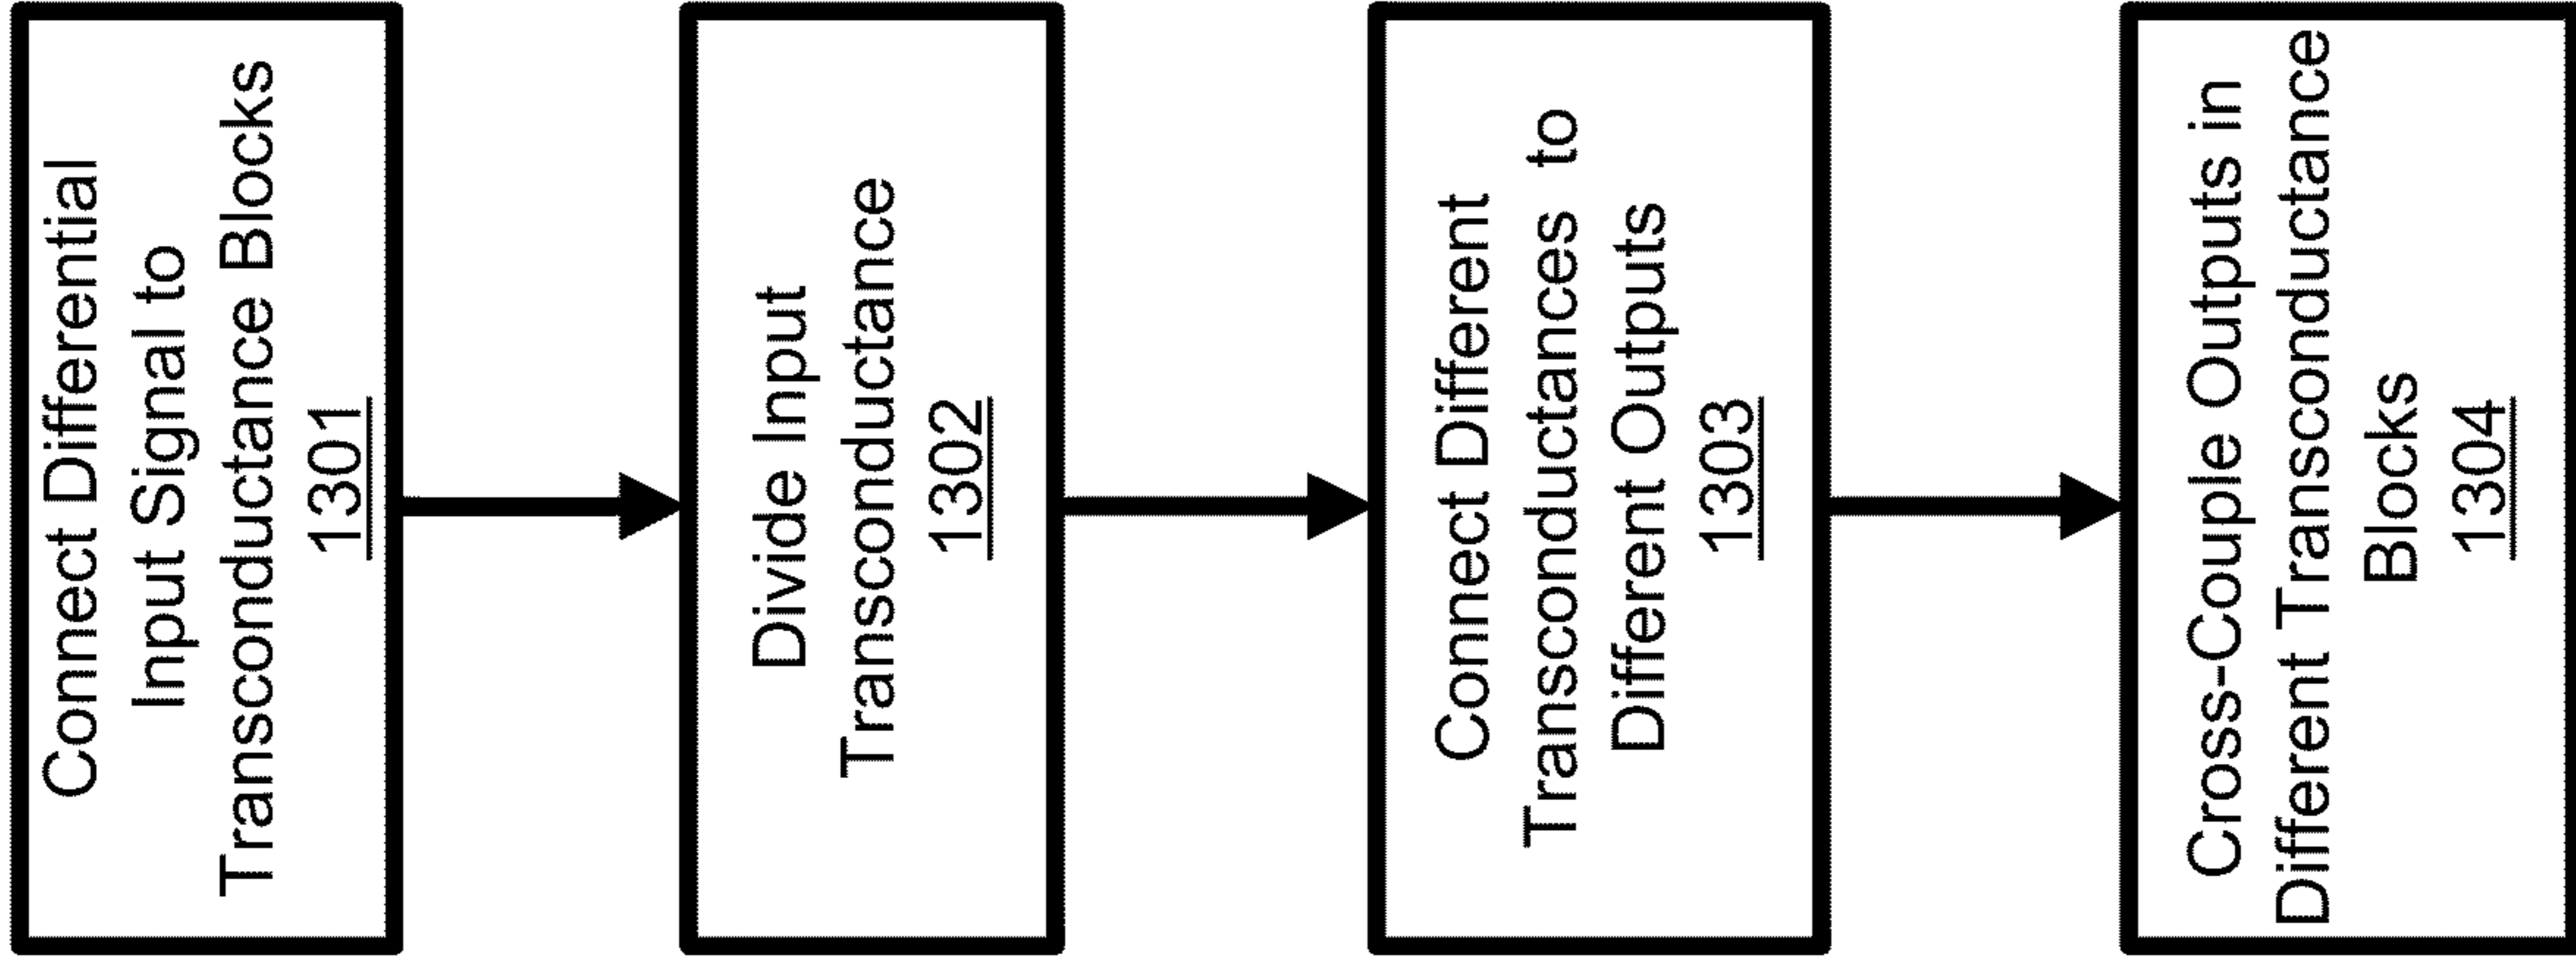 Connect Differential
Input Signal to
Transconductance Blocks
1301
Divide Input
Transconductance
1302
Connect Different
Transconductances to
Different Outputs
1303
Cross-Couple Outputs in
Different Transconductance
Blocks
1304